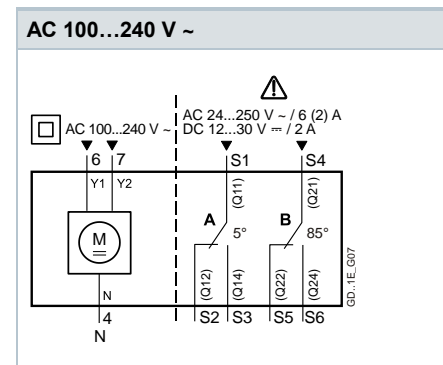 AC 100...240 V ~
AC 24...250 V ~ / 6 (2) A
AC 100...240 V ~ DC 12...30 V ⎓ / 2 A
6 7 S1 S4
Y1 Y2 (Q11) (Q21)
A 5° B 85°
M
(Q12) (Q14) (Q22) (Q24)
N
4 S2 S3 S5 S6
N
GD..1E_G07